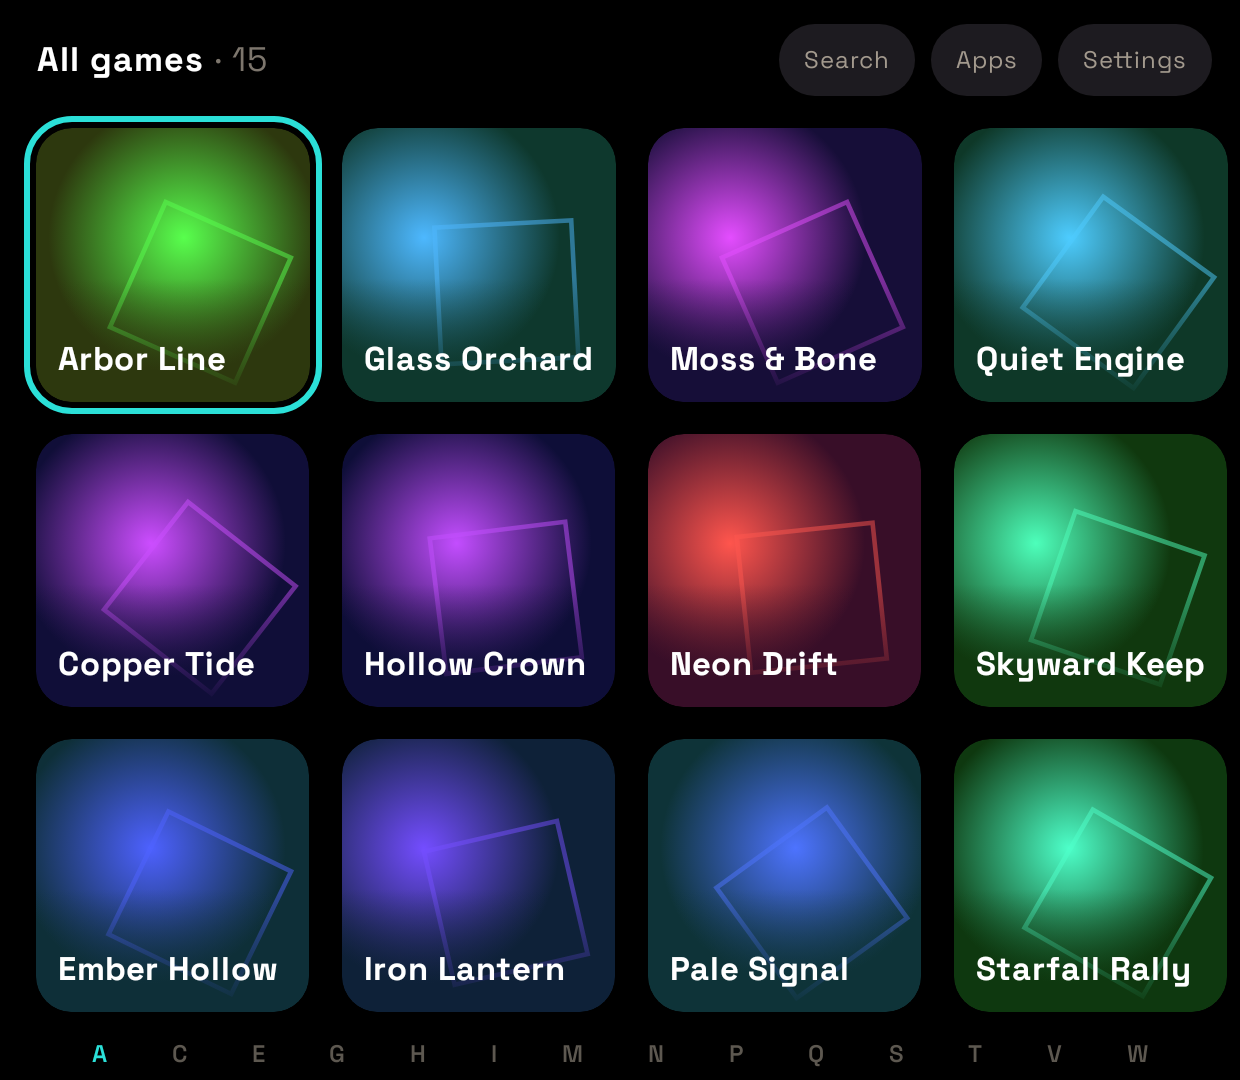 All games · 15
Search
Apps
Settings
Arbor Line
Glass Orchard
Moss & Bone
Quiet Engine
Copper Tide
Hollow Crown
Neon Drift
Skyward Keep
Ember Hollow
Iron Lantern
Pale Signal
Starfall Rally
A C E G H I M N P Q S T V W